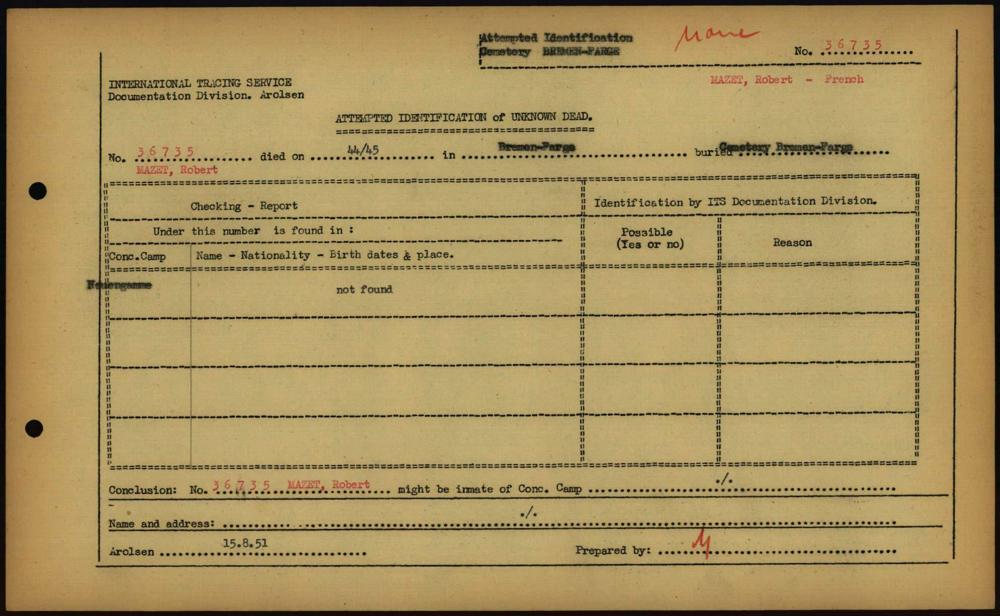 Attempted Identification
Cemetery BREMEN-FARGE
None
No. 36735
MAZET, Robert - French
INTERNATIONAL TRACING SERVICE
Documentation Division. Arolsen
ATTEMPTED IDENTIFICATION of UNKNOWN DEAD.
No. 36735 died on 44/45 in Bremen-Farge buried Cemetery Bremen-Farge
MAZET, Robert
Checking - Report
Identification by ITS Documentation Division.
Under this number is found in :
Possible
(Yes or no)
Reason
Conc.Camp
Name - Nationality - Birth dates & place.
Neuengamme
not found
Conclusion: No. 36735 MAZET, Robert might be inmate of Conc. Camp ./.
Name and address: ./.
Arolsen 15.8.51
Prepared by: